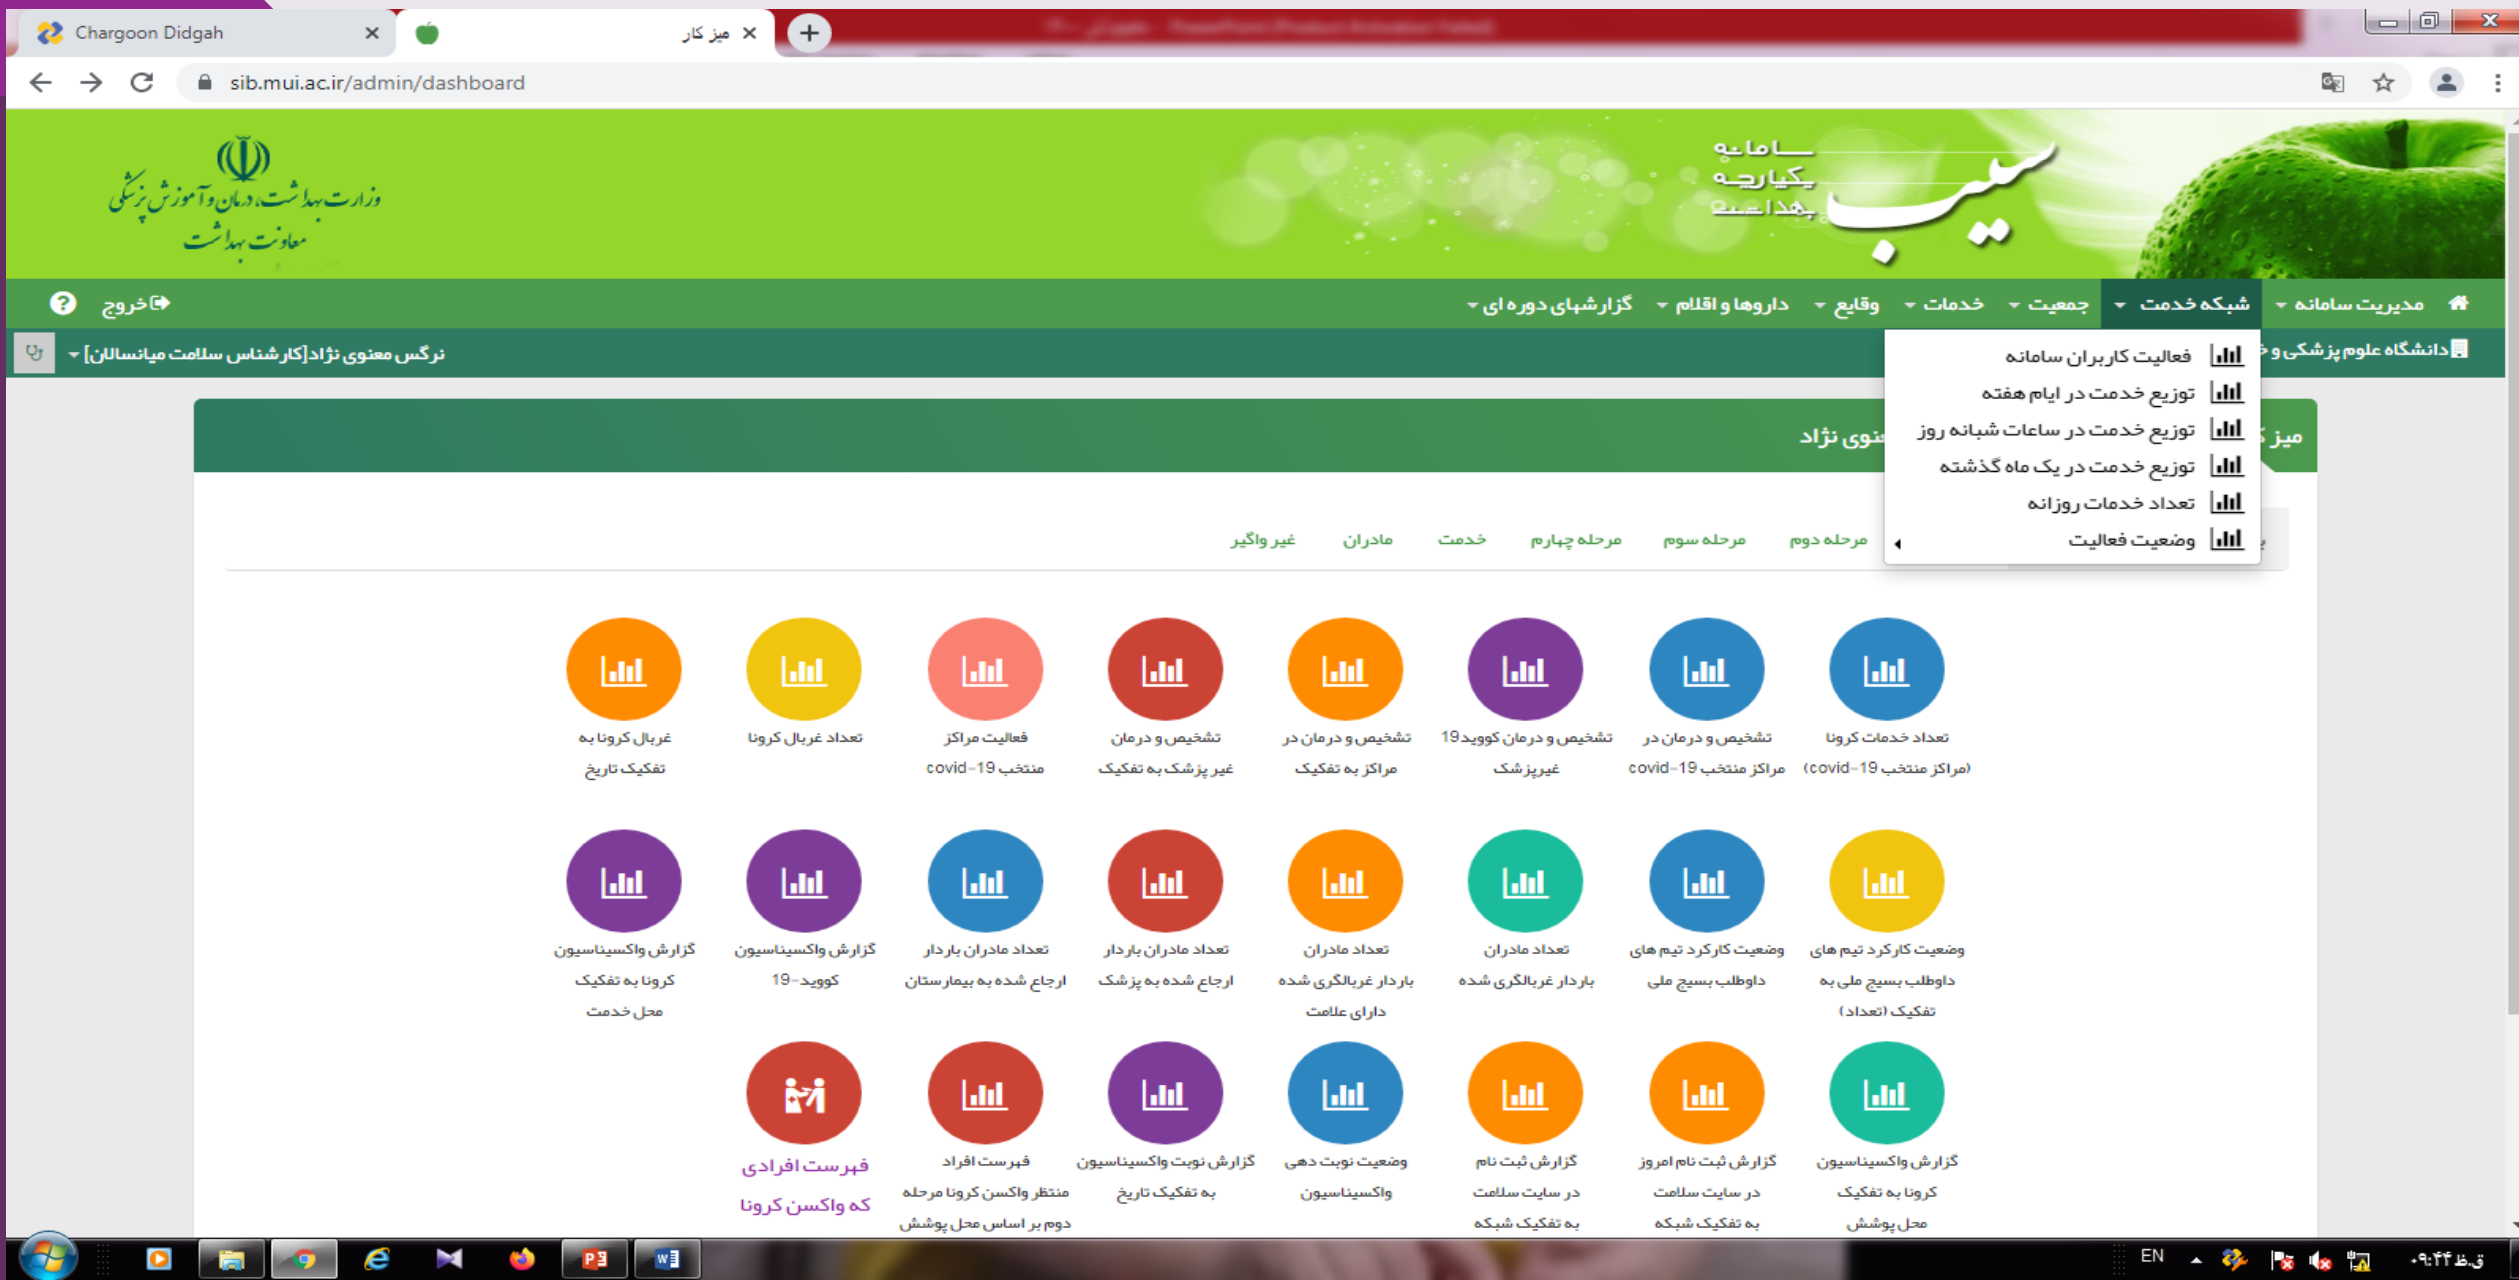 Chargoon Didgah
میز کار
sib.mui.ac.ir/admin/dashboard
وزارت بهداشت، درمان و آموزش پزشکی
معاونت بهداشت
سیب
سامانه
یکپارچه
بهداشت
مدیریت سامانه
شبکه خدمت
جمعیت
خدمات
وقایع
داروها و اقلام
گزارشهای دوره ای
خروج
دانشگاه علوم پزشکی و
نرگس معنوی نژاد[کارشناس سلامت میانسالان]
فعالیت کاربران سامانه
توزیع خدمت در ایام هفته
توزیع خدمت در ساعات شبانه روز
توزیع خدمت در یک ماه گذشته
تعداد خدمات روزانه
وضعیت فعالیت
میز
نژاد
مرحله دوم
مرحله سوم
مرحله چهارم
خدمت
مادران
غیر واگیر
تعداد خدمات کرونا
(مراکز منتخب covid-19)
تشخیص و درمان در
مراکز منتخب covid-19
تشخیص و درمان کووید19
غیرپزشک
تشخیص و درمان در
مراکز به تفکیک
تشخیص و درمان
غیر پزشک به تفکیک
فعالیت مراکز
منتخب covid-19
تعداد غربال کرونا
غربال کرونا به
تفکیک تاریخ
وضعیت کارکرد تیم های
داوطلب بسیج ملی به
تفکیک (تعداد)
وضعیت کارکرد تیم های
داوطلب بسیج ملی
تعداد مادران
باردار غربالگری شده
تعداد مادران
باردار غربالگری شده
دارای علامت
تعداد مادران باردار
ارجاع شده به پزشک
تعداد مادران باردار
ارجاع شده به بیمارستان
گزارش واکسیناسیون
کووید-19
گزارش واکسیناسیون
کرونا به تفکیک
محل خدمت
گزارش واکسیناسیون
کرونا به تفکیک
محل پوشش
گزارش ثبت نام امروز
در سایت سلامت
به تفکیک شبکه
گزارش ثبت نام
در سایت سلامت
به تفکیک شبکه
وضعیت نوبت دهی
واکسیناسیون
گزارش نوبت واکسیناسیون
به تفکیک تاریخ
فهرست افراد
منتظر واکسن کرونا مرحله
دوم بر اساس محل پوشش
فهرست افرادی
که واکسن کرونا
EN
ق.ظ ۰۹:۴۴